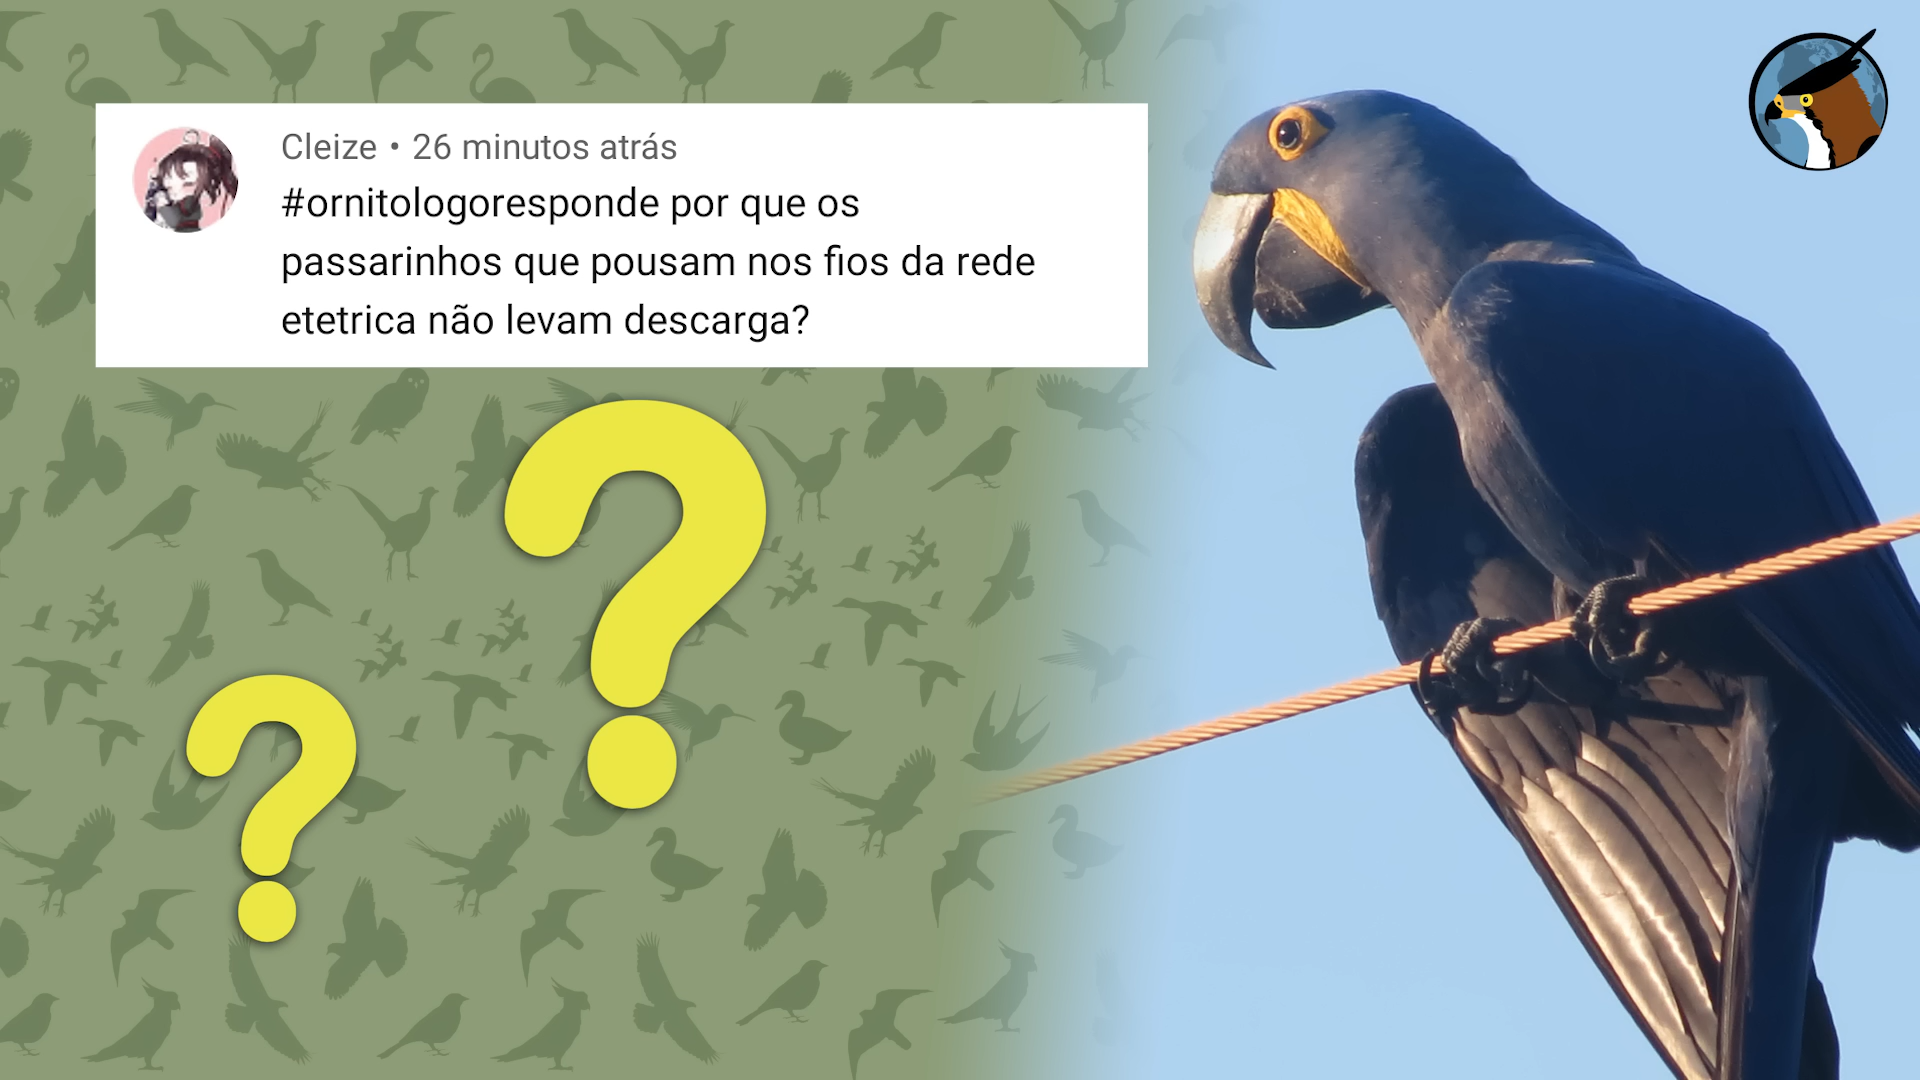 Cleize • 26 minutos atrás
#ornitologoresponde por que os
passarinhos que pousam nos fios da rede
etetrica não levam descarga?
? 
?